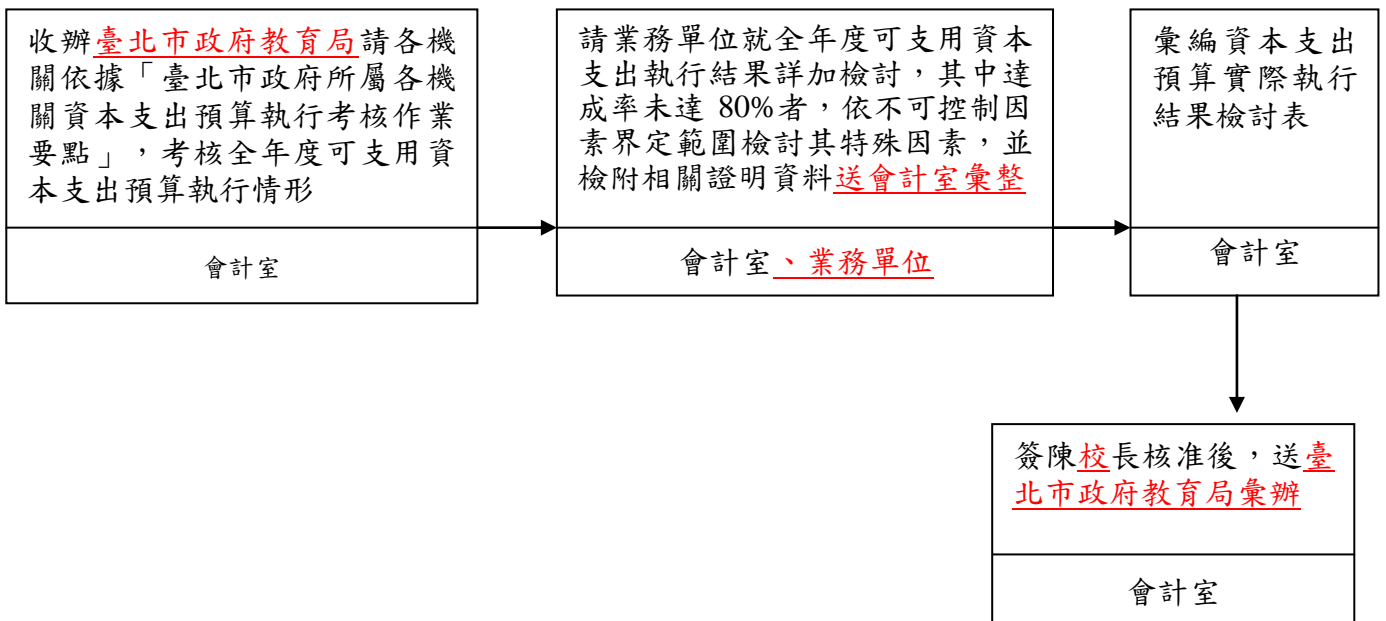 收辦臺北市政府教育局請各機
關依據「臺北市政府所屬各機
關資本支出預算執行考核作業
要點」，考核全年度可支用資
本支出預算執行情形
會計室
請業務單位就全年度可支用資本
支出執行結果詳加檢討，其中達
成率未達 80%者，依不可控制因
素界定範圍檢討其特殊因素，並
檢附相關證明資料送會計室彙整
會計室、業務單位
彙編資本支出
預算實際執行
結果檢討表
會計室
簽陳校長核准後，送臺
北市政府教育局彙辦
會計室